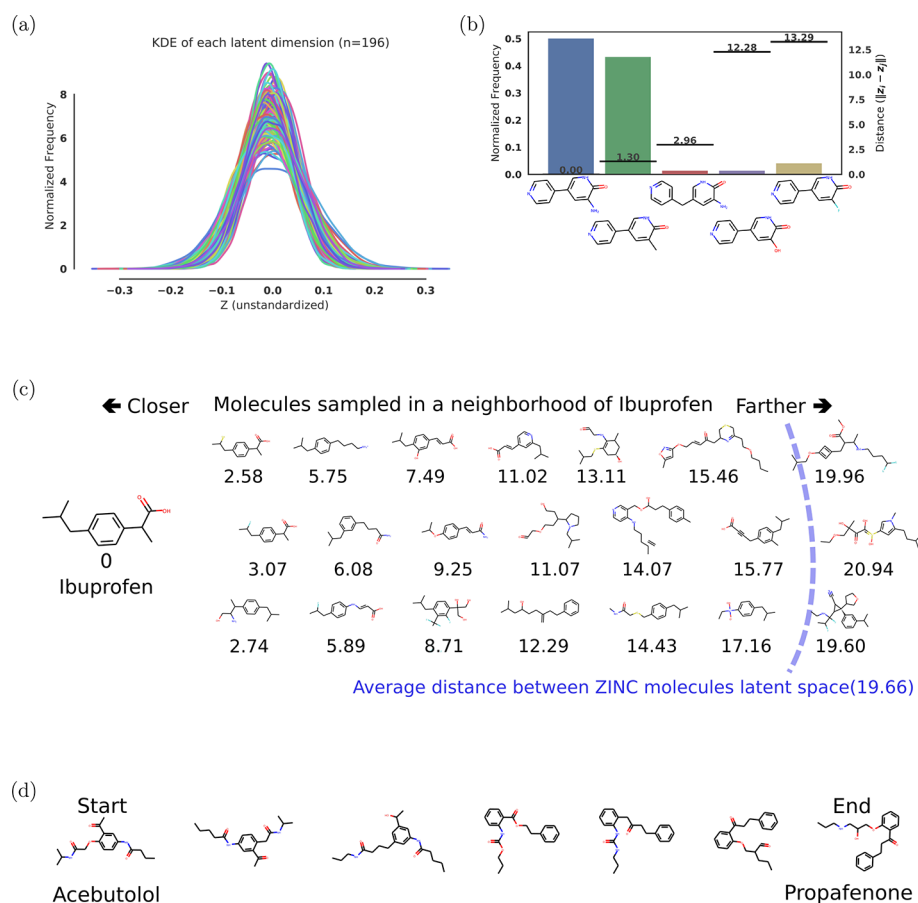 (a)
KDE of each latent dimension (n=196)
Normalized Frequency
8
6
4
2
0
−0.3 −0.2 −0.1 0.0 0.1 0.2 0.3
Z (unstandardized)
(b)
Normalized Frequency
0.5
0.4
0.3
0.2
0.1
0.0
0.00 1.30 2.96 12.28 13.29
12.5
10.0
7.5
5.0
2.5
0.0
(c)
Closer Molecules sampled in a neighborhood of Ibuprofen Farther
2.58 5.75 7.49 11.02 13.11 15.46 19.96
0
Ibuprofen
3.07 6.08 9.25 11.07 14.07 15.77 20.94
2.74 5.89 8.71 12.29 14.43 17.16 19.60
Average distance between ZINC molecules latent space(19.66)
(d)
Start End
Acebutolol Propafenone